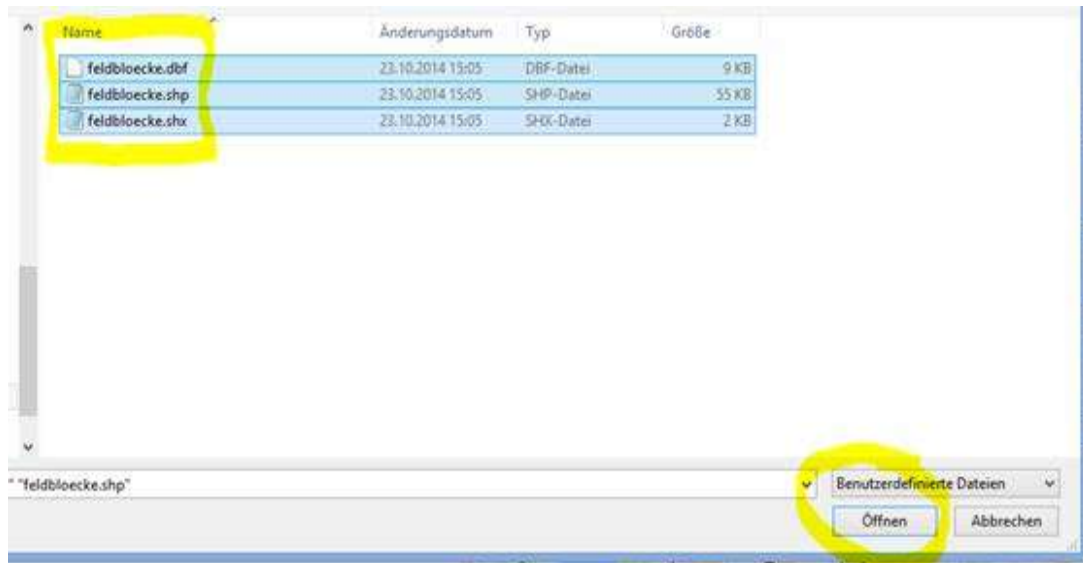 Name Änderungsdatum Typ Größe
feldbloecke.dbf 23.10.2014 15:05 DBF-Datei 9 KB
feldbloecke.shp 23.10.2014 15:05 SHP-Datei 55 KB
feldbloecke.shx 23.10.2014 15:05 SHX-Datei 2 KB
" "feldbloecke.shp" Benutzerdefinierte Dateien
Öffnen Abbrechen